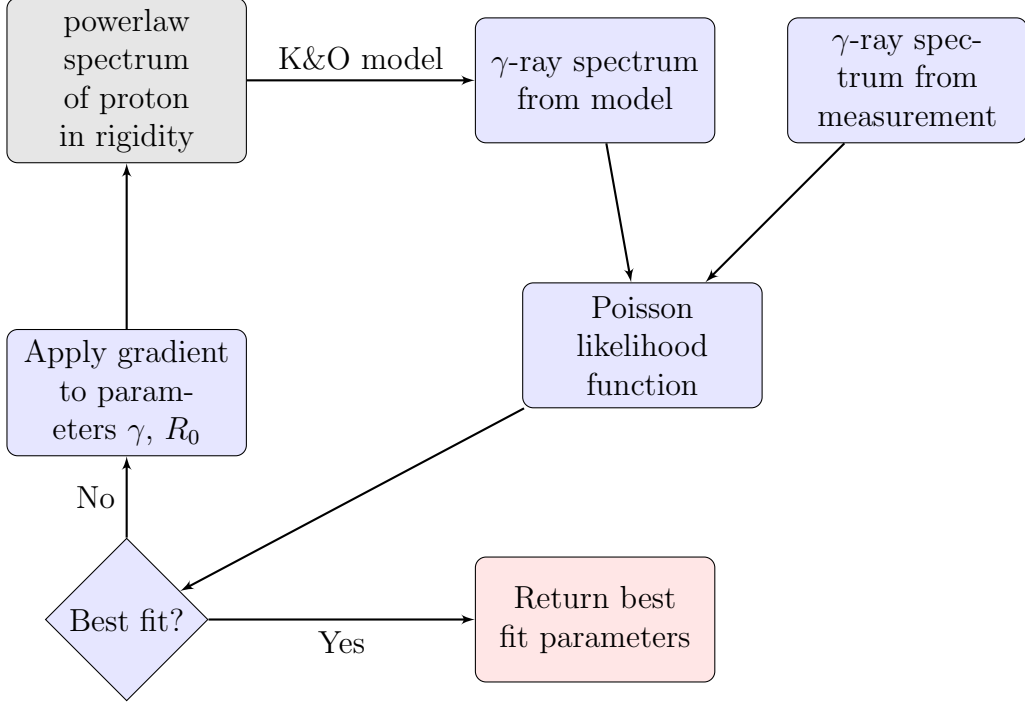 powerlaw
spectrum
of proton
in rigidity
K&O model
γ-ray spectrum
from model
γ-ray spec-
trum from
measurement
Poisson
likelihood
function
Apply gradient
to param-
eters γ, R₀
No
Best fit?
Yes
Return best
fit parameters